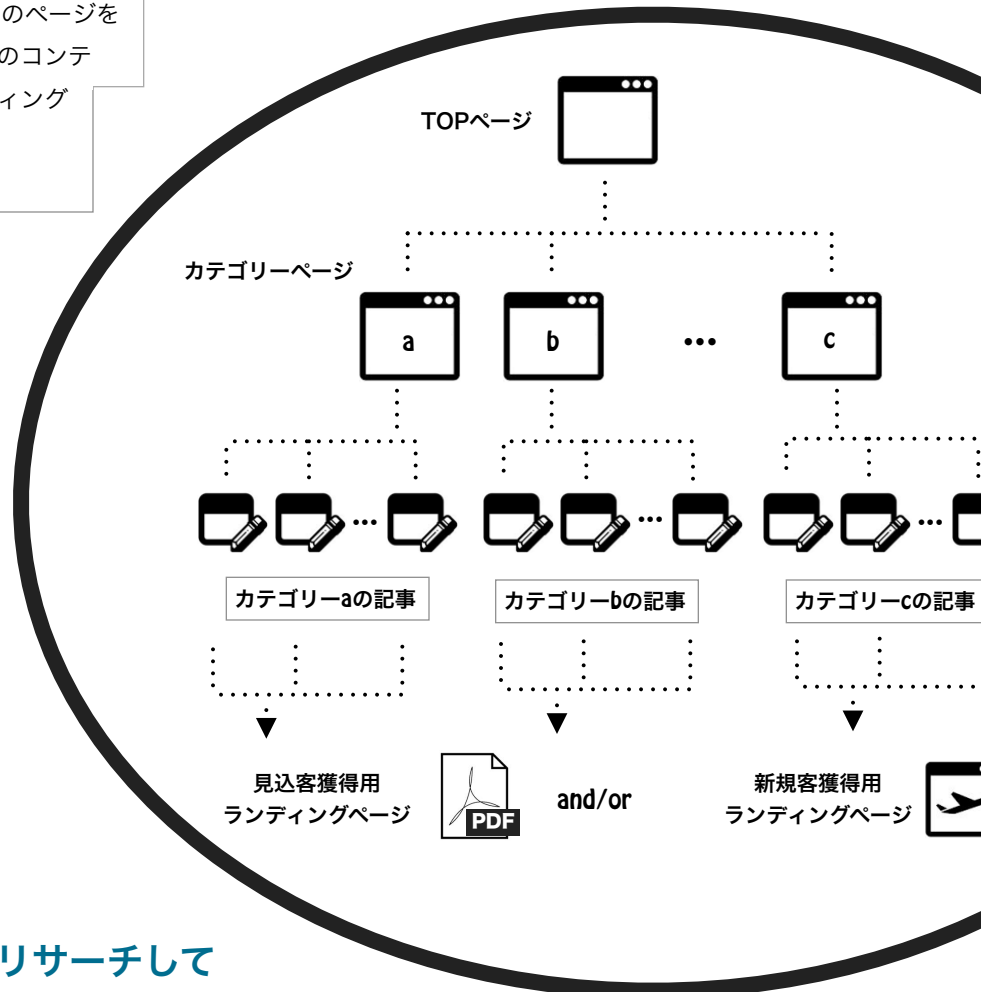 のページを
のコンテ
ィング
TOPページ
カテゴリーページ
a
b
...
c
...
...
...
カテゴリーaの記事
カテゴリーbの記事
カテゴリーcの記事
見込客獲得用
ランディングページ
PDF
and/or
新規客獲得用
ランディングページ
リサーチして